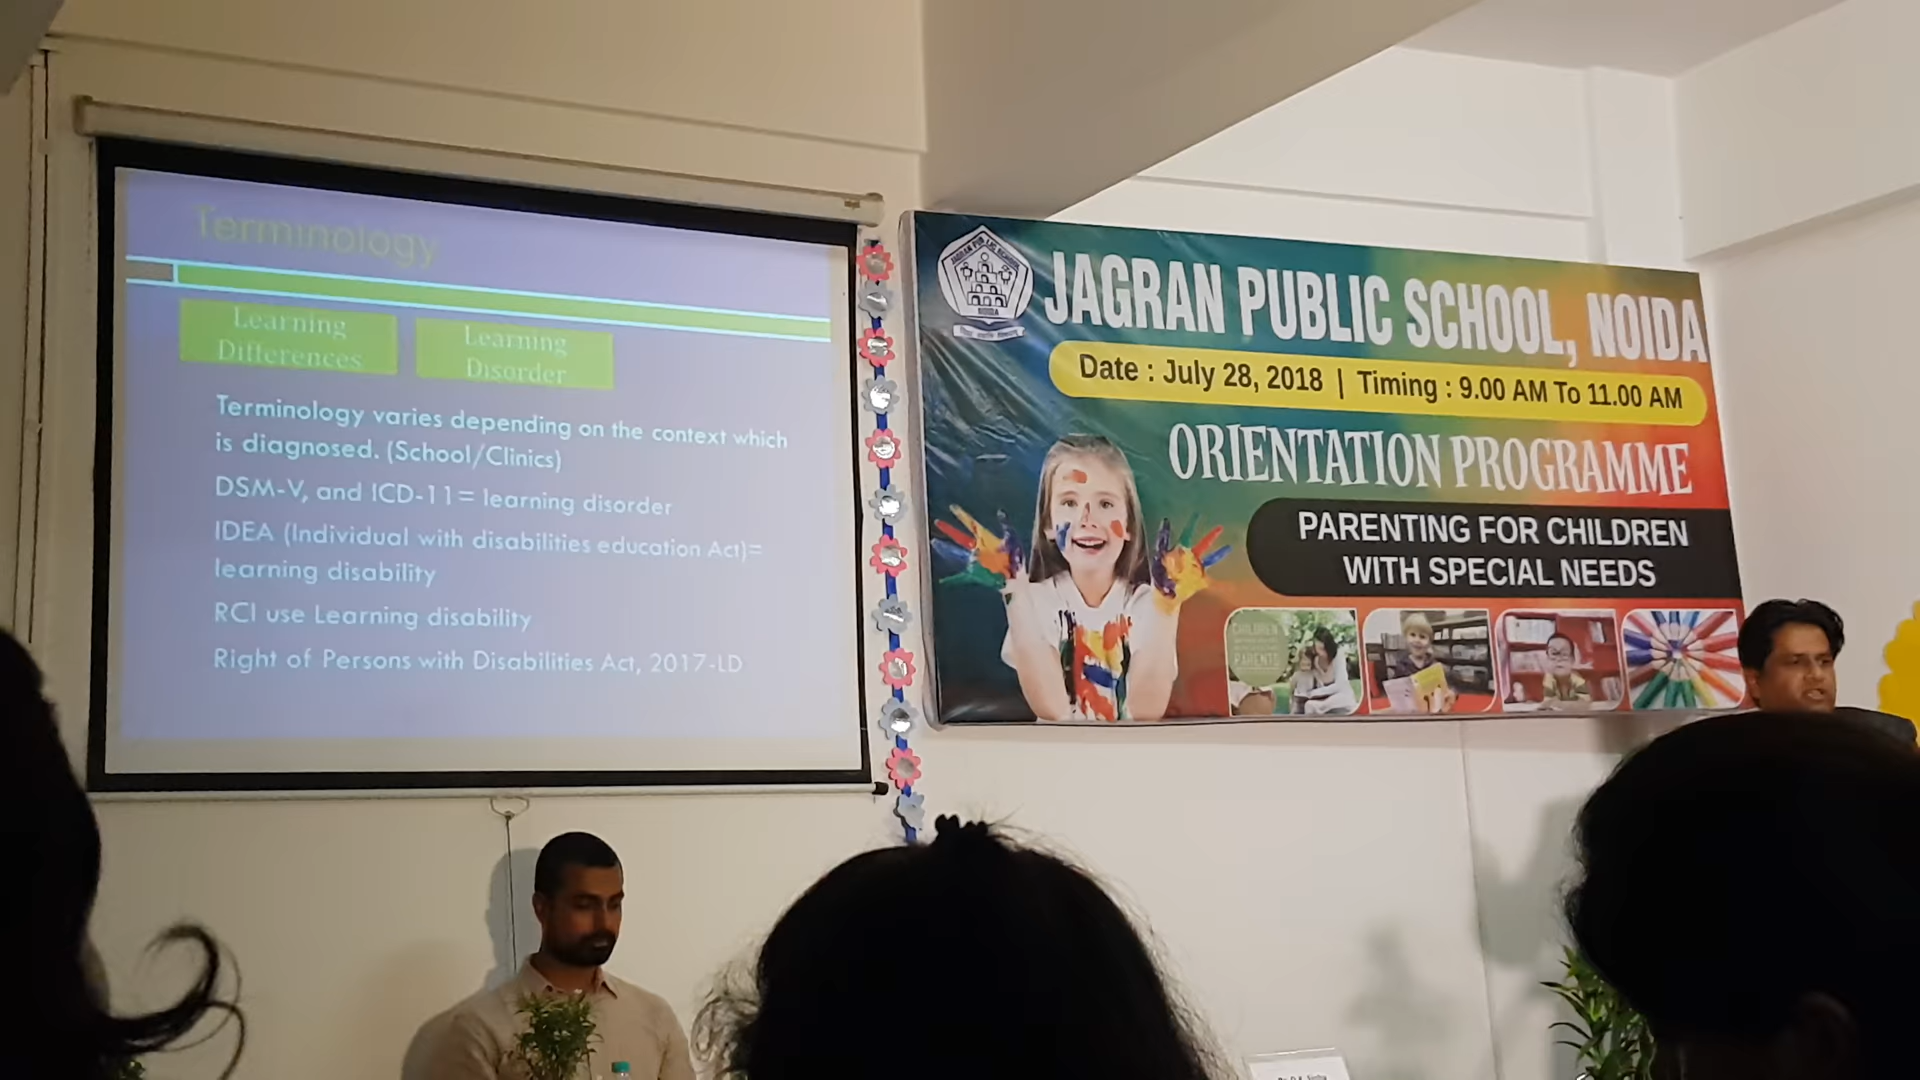 Terminology
Learning
Differences
Learning
Disorder
Terminology varies depending on the context which
is diagnosed. (School/Clinics)
DSM-V, and ICD-11= learning disorder
IDEA (Individual with disabilities education Act)=
learning disability
RCI use Learning disability
Right of Persons with Disabilities Act, 2017-LD
JAGRAN PUBLIC SCHOOL
NOIDA
JAGRAN PUBLIC SCHOOL, NOIDA
Date : July 28, 2018 | Timing : 9.00 AM To 11.00 AM
ORIENTATION PROGRAMME
PARENTING FOR CHILDREN
WITH SPECIAL NEEDS
CHILDREN
PARENTS